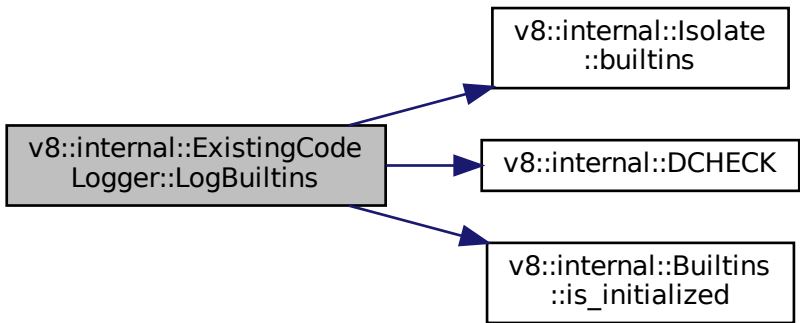 v8::internal::ExistingCode
Logger::LogBuiltins
v8::internal::Isolate
::builtins
v8::internal::DCHECK
v8::internal::Builtins
::is_initialized